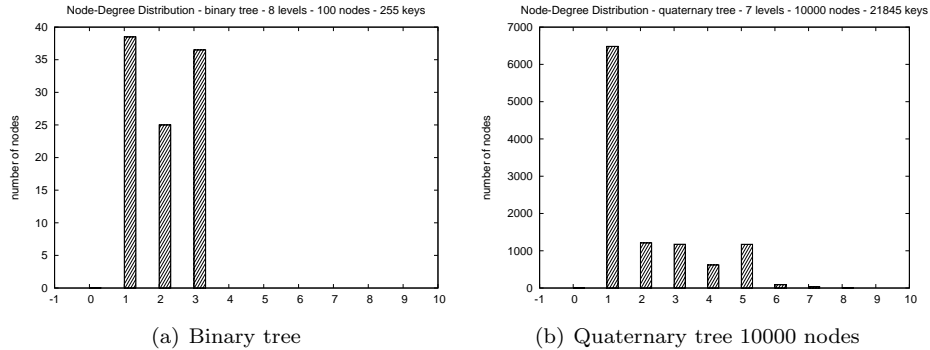 Node-Degree Distribution - binary tree - 8 levels - 100 nodes - 255 keys
40
35
30
25
20
15
10
5
0
number of nodes
-1 0 1 2 3 4 5 6 7 8 9 10
(a) Binary tree
Node-Degree Distribution - quaternary tree - 7 levels - 10000 nodes - 21845 keys
7000
6000
5000
4000
3000
2000
1000
0
number of nodes
-1 0 1 2 3 4 5 6 7 8 9 10
(b) Quaternary tree 10000 nodes